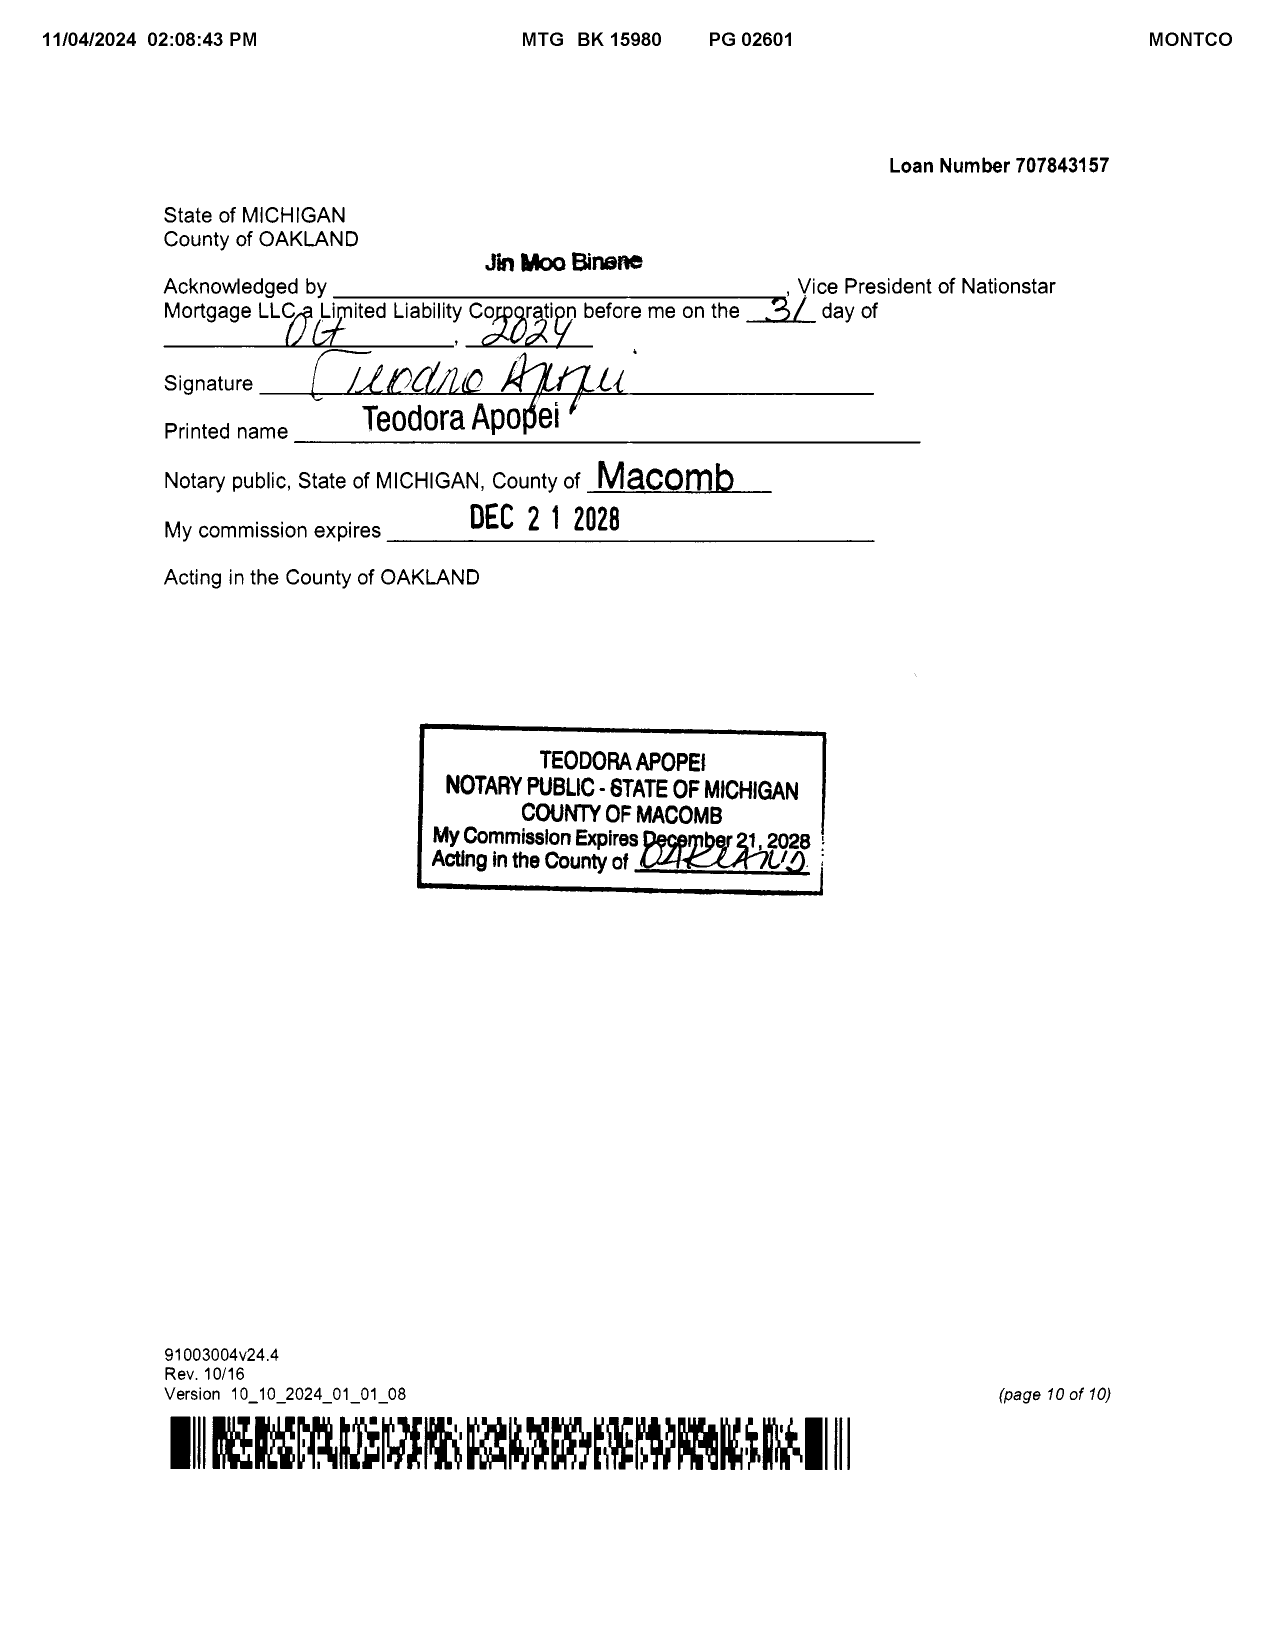 11/04/2024 02:08:43 PM MTG BK 15980 PG 02601 MONTCO
Loan Number 707843157
State of MICHIGAN
County of OAKLAND
Jin Moo Binene
Acknowledged by , Vice President of Nationstar
Mortgage LLC a Limited Liability Corporation before me on the 31 day of
Oct , 2024
Signature Teodora Apopei
Printed name Teodora Apopei
Notary public, State of MICHIGAN, County of Macomb
My commission expires DEC 21 2028
Acting in the County of OAKLAND
TEODORA APOPEI
NOTARY PUBLIC - STATE OF MICHIGAN
COUNTY OF MACOMB
My Commission Expires December 21, 2028
Acting in the County of OAKLAND
91003004v24.4
Rev. 10/16
Version 10_10_2024_01_01_08 (page 10 of 10)